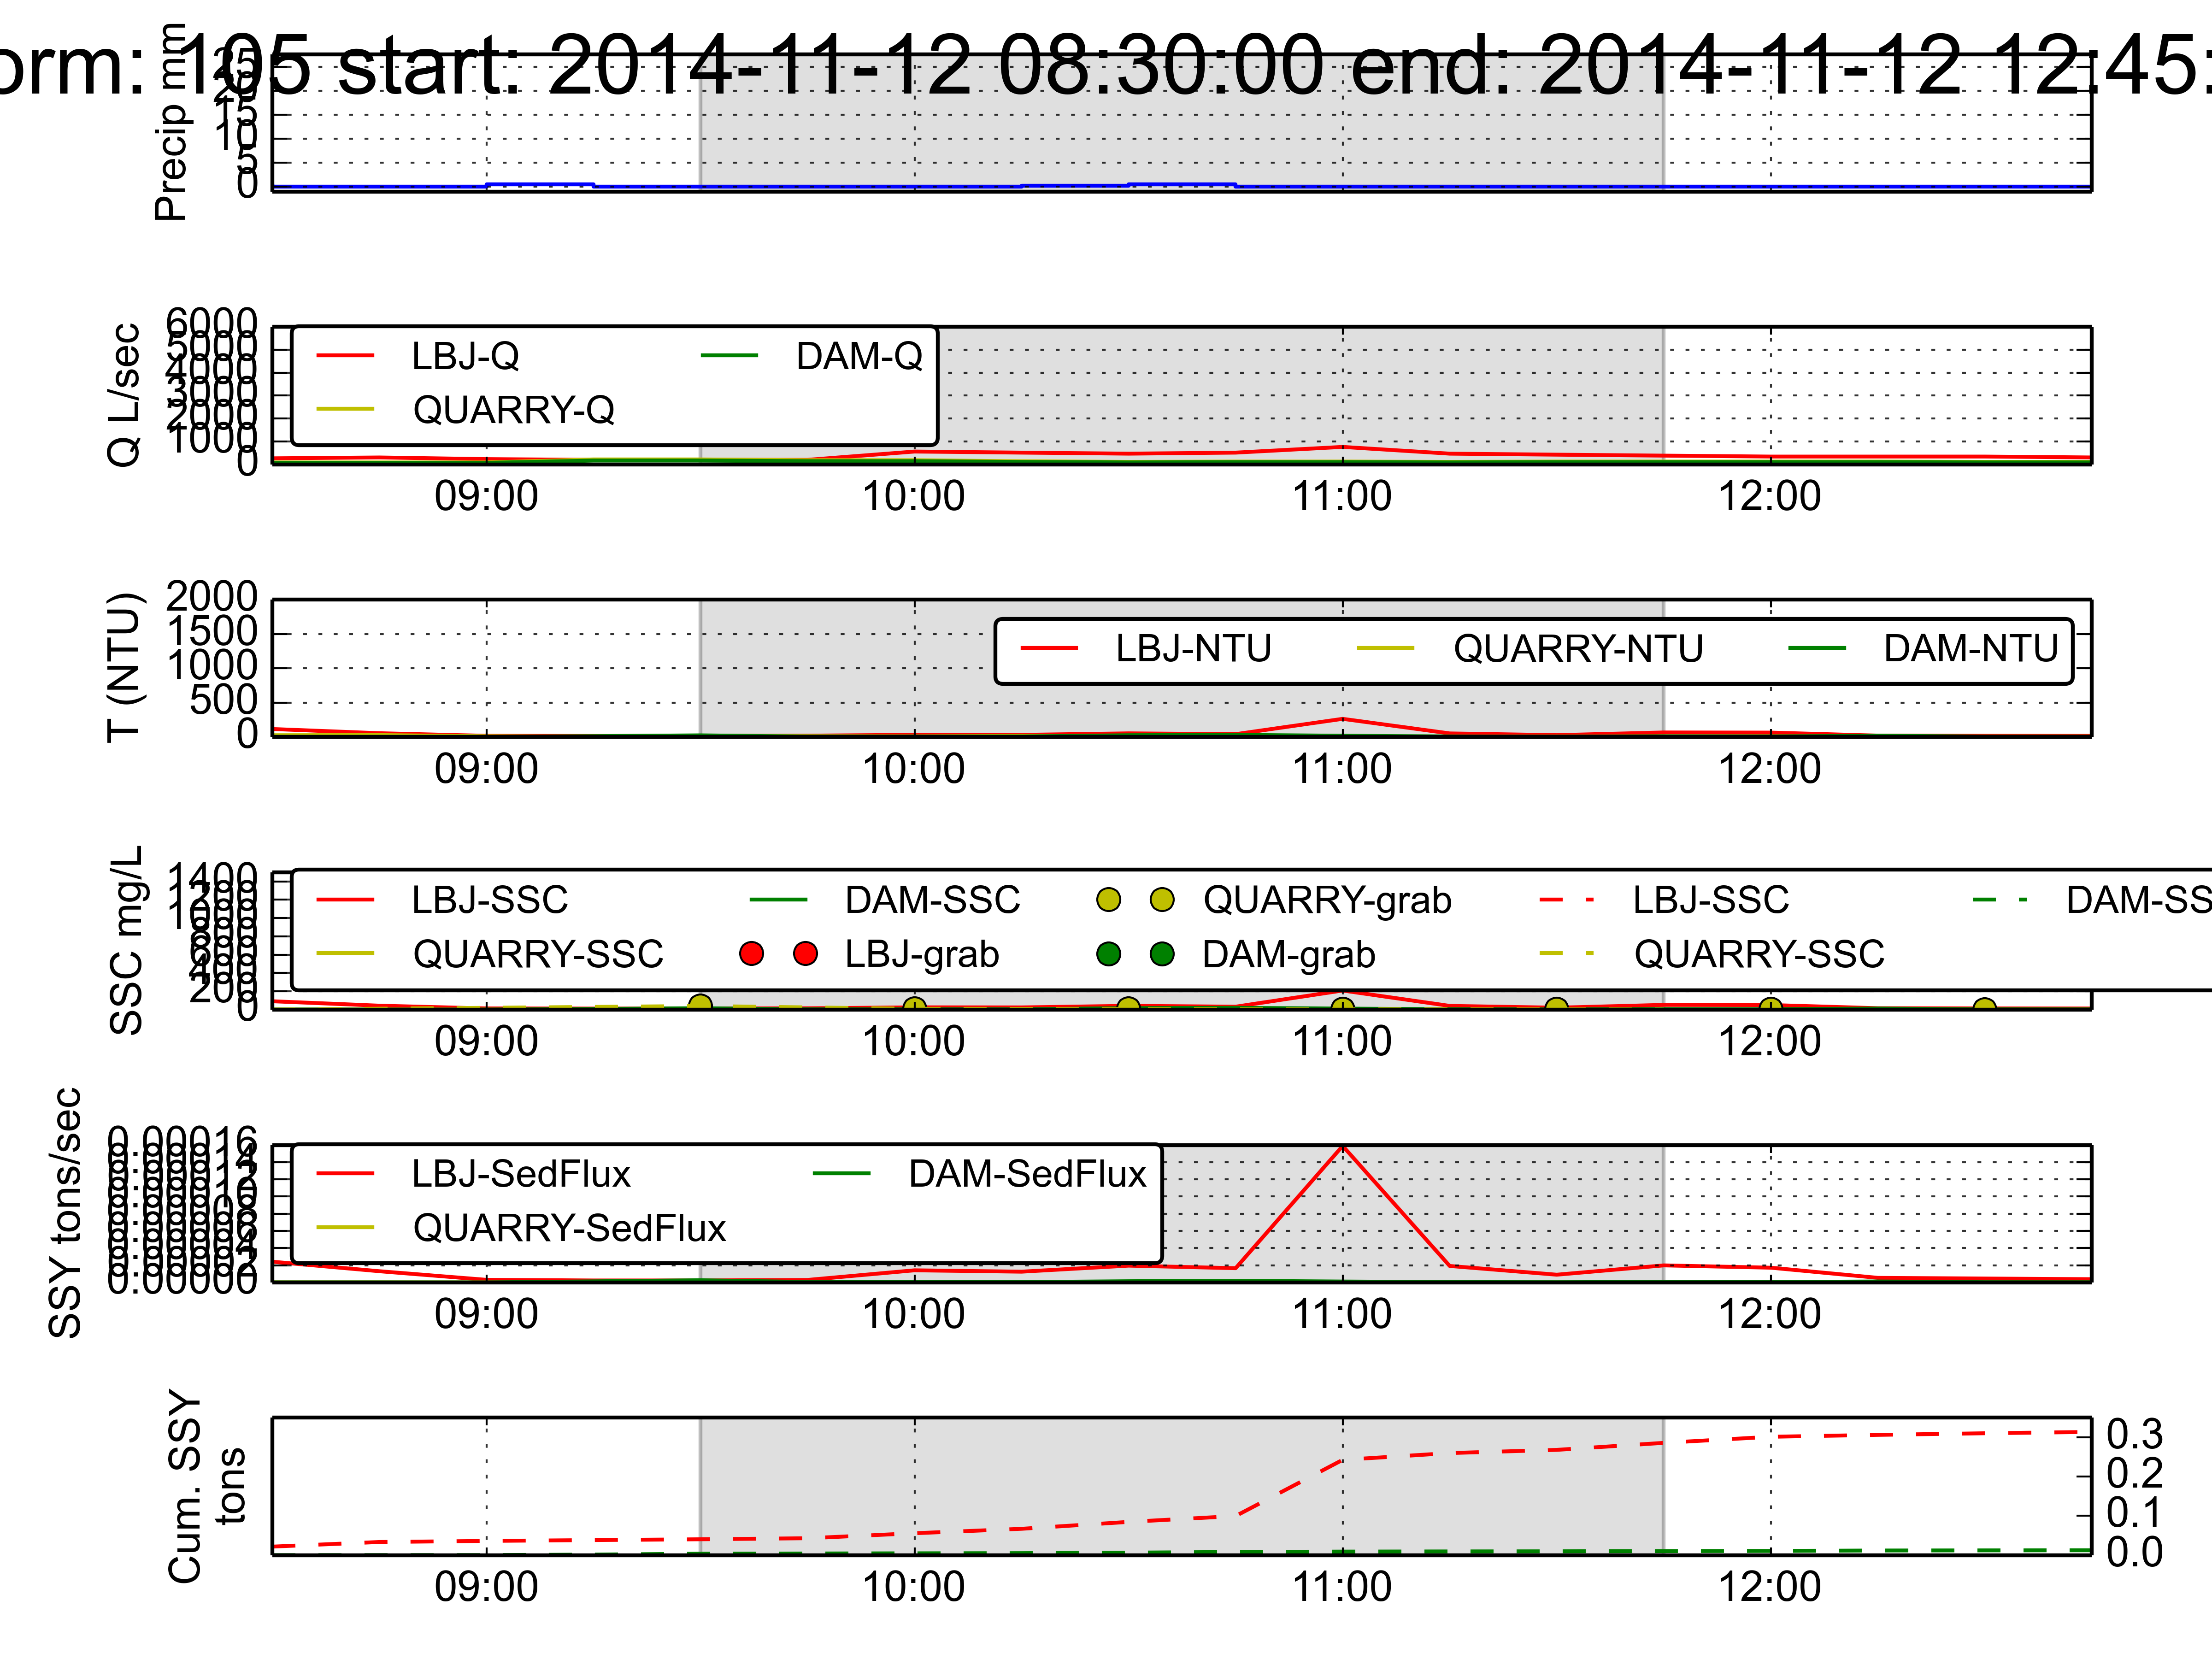 orm: 105 start: 2014-11-12 08:30:00 end: 2014-11-12 12:45:
Precip mm
25
20
15
10
5
0
Q L/sec
6000
5000
4000
3000
2000
1000
0
LBJ-Q DAM-Q
QUARRY-Q
09:00 10:00 11:00 12:00
T (NTU)
2000
1500
1000
500
0
LBJ-NTU QUARRY-NTU DAM-NTU
09:00 10:00 11:00 12:00
SSC mg/L
1400
1200
1000
800
600
400
200
0
LBJ-SSC DAM-SSC QUARRY-grab LBJ-SSC DAM-SS
QUARRY-SSC LBJ-grab DAM-grab QUARRY-SSC
09:00 10:00 11:00 12:00
SSY tons/sec
0.00016
0.00014
0.00012
0.00010
0.00008
0.00006
0.00004
0.00002
0.00000
LBJ-SedFlux DAM-SedFlux
QUARRY-SedFlux
09:00 10:00 11:00 12:00
Cum. SSY
tons
0.3
0.2
0.1
0.0
09:00 10:00 11:00 12:00